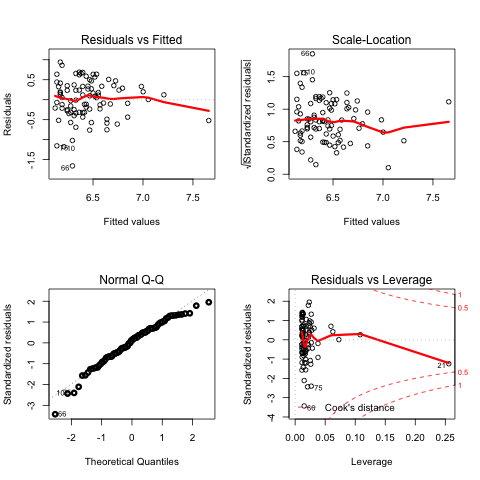 Residuals vs Fitted
Residuals
0.5
-0.5
-1.5
66
6.5 7.0 7.5
Fitted values
Scale-Location
√|Standardized residuals|
1.5
1.0
0.5
0.0
66
6.5 7.0 7.5
Fitted values
Normal Q-Q
Standardized residuals
2
1
0
-1
-2
-3
66
-2 -1 0 1 2
Theoretical Quantiles
Residuals vs Leverage
Standardized residuals
2
1
0
-1
-2
-3
-4
1
0.5
21
0.5
1
75
66
Cook's distance
0.00 0.05 0.10 0.15 0.20 0.25
Leverage